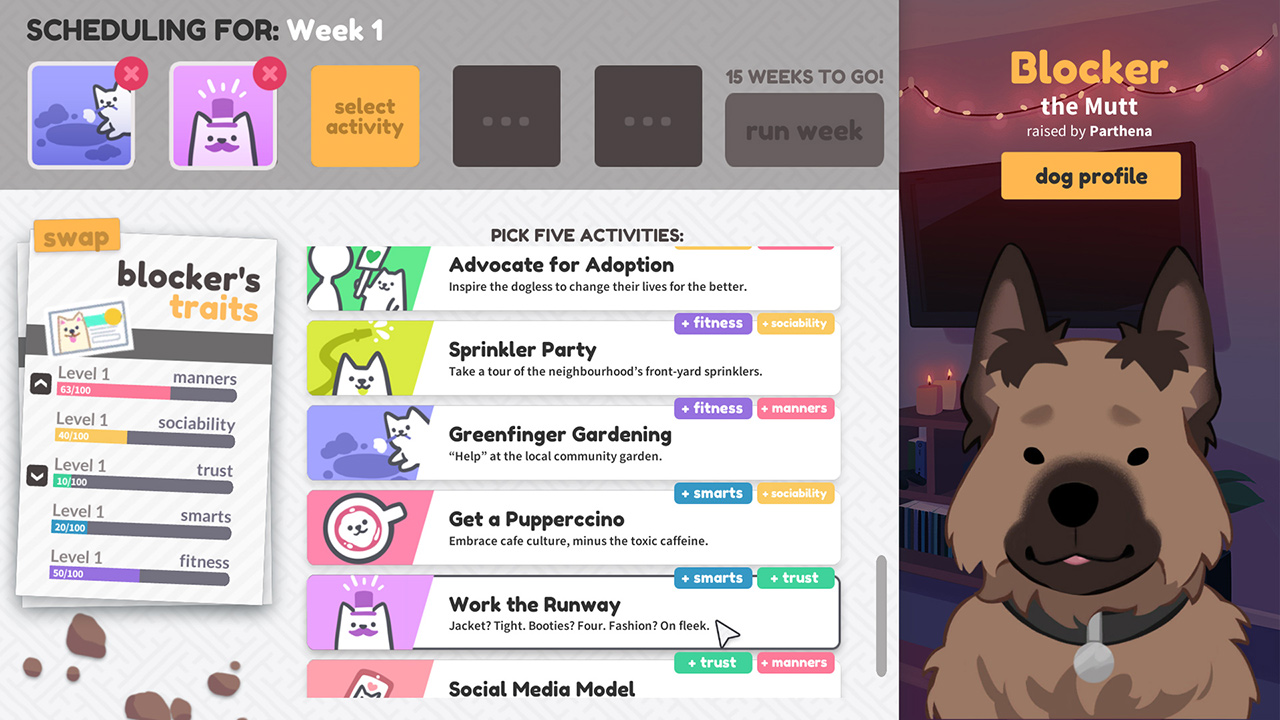 SCHEDULING FOR: Week 1
select
activity
15 WEEKS TO GO!
run week
swap
blocker's
traits
Level 1
manners
63/100
Level 1
sociability
40/100
Level 1
trust
10/100
Level 1
smarts
20/100
Level 1
fitness
50/100
PICK FIVE ACTIVITIES:
Advocate for Adoption
Inspire the dogless to change their lives for the better.
+ fitness
+ sociability
Sprinkler Party
Take a tour of the neighbourhood's front-yard sprinklers.
+ fitness
+ manners
Greenfinger Gardening
“Help” at the local community garden.
+ smarts
+ sociability
Get a Pupperccino
Embrace cafe culture, minus the toxic caffeine.
+ smarts
+ trust
Work the Runway
Jacket? Tight. Booties? Four. Fashion? On fleek.
+ trust
+ manners
Social Media Model
Blocker
the Mutt
raised by Parthena
dog profile